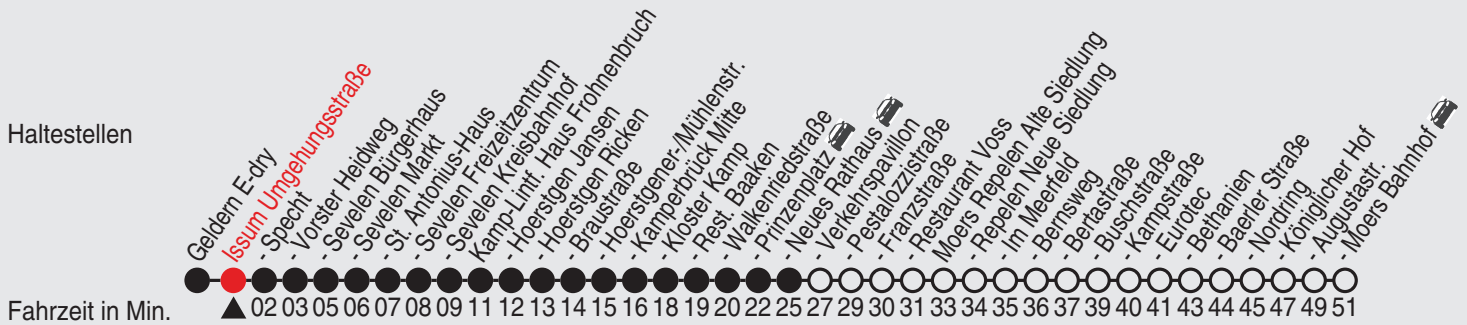 Haltestellen
Geldern E-dry
Issum Umgehungsstraße
- Specht
- Vorster Heidweg
- Sevelen Bürgerhaus
- Sevelen Markt
- St. Antonius-Haus
- Sevelen Freizeitzentrum
- Sevelen Kreisbahnhof
Kamp-Lintf. Haus Frohnenbruch
- Hoerstgen Jansen
- Hoerstgen Ricken
- Braustraße
- Hoerstgener-/Mühlenstr.
- Kamperbrück Mitte
- Kloster Kamp
- Rest. Baaken
- Walkenriedstraße
- Prinzenplatz
- Neues Rathaus
- Verkehrspavillon
- Pestalozzistraße
- Franzstraße
- Restaurant Voss
Moers Repelen Alte Siedlung
- Repelen Neue Siedlung
- Im Meerfeld
- Bernsweg
- Bertastraße
- Buschstraße
- Kampstraße
- Eurotec
- Bethanien
- Baerler Straße
- Nordring
- Königlicher Hof
- Augustastr.
- Moers Bahnhof
Fahrzeit in Min. 02 03 05 06 07 08 09 11 12 13 14 15 16 18 19 20 22 25 27 29 30 31 33 34 35 36 37 39 40 41 43 44 45 47 49 51